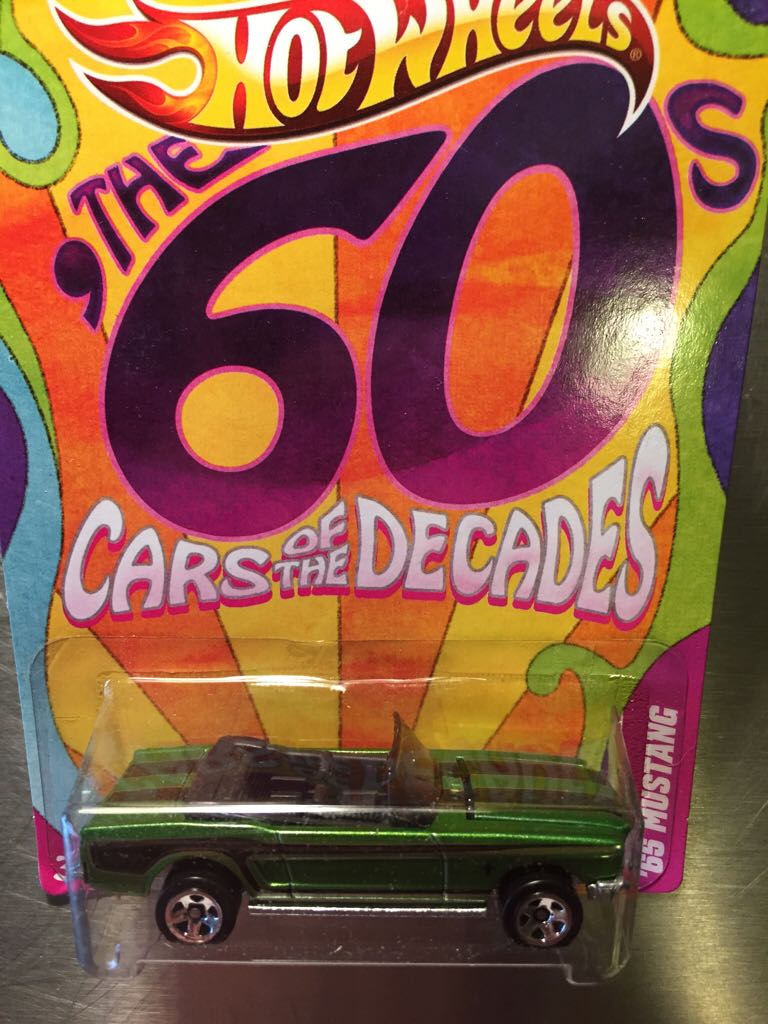 HOT WHEELS®
'THE
60s
CARS OF THE DECADES
'65 MUSTANG